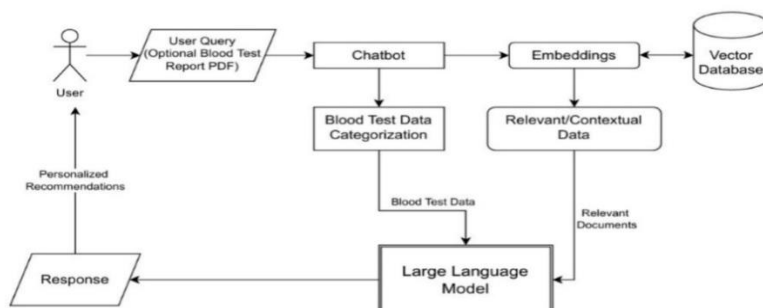 User
User Query
(Optional Blood Test
Report PDF)
Chatbot
Embeddings
Vector
Database
Blood Test Data
Categorization
Relevant/Contextual
Data
Personalized
Recommendations
Blood Test Data
Relevant
Documents
Response
Large Language
Model